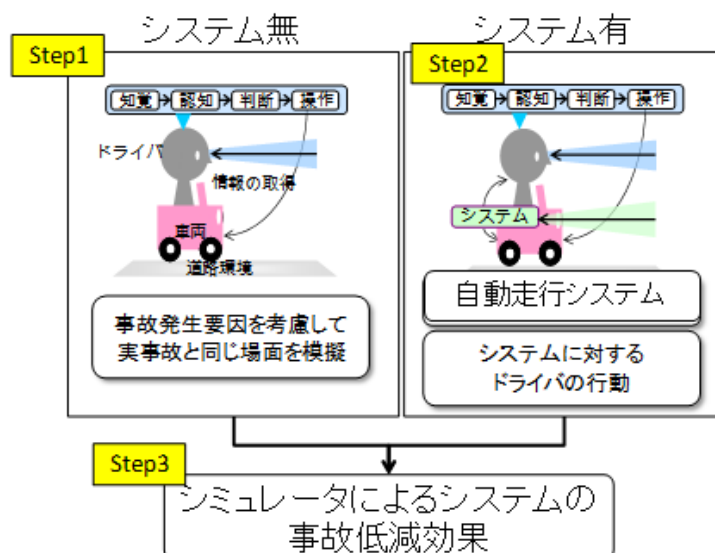 システム無
システム有
Step1
知覚→認知→判断→操作
ドライバ
情報の取得
車両
道路環境
事故発生要因を考慮して
実事故と同じ場面を模擬
Step2
知覚→認知→判断→操作
システム
自動走行システム
システムに対する
ドライバの行動
Step3
シミュレータによるシステムの
事故低減効果